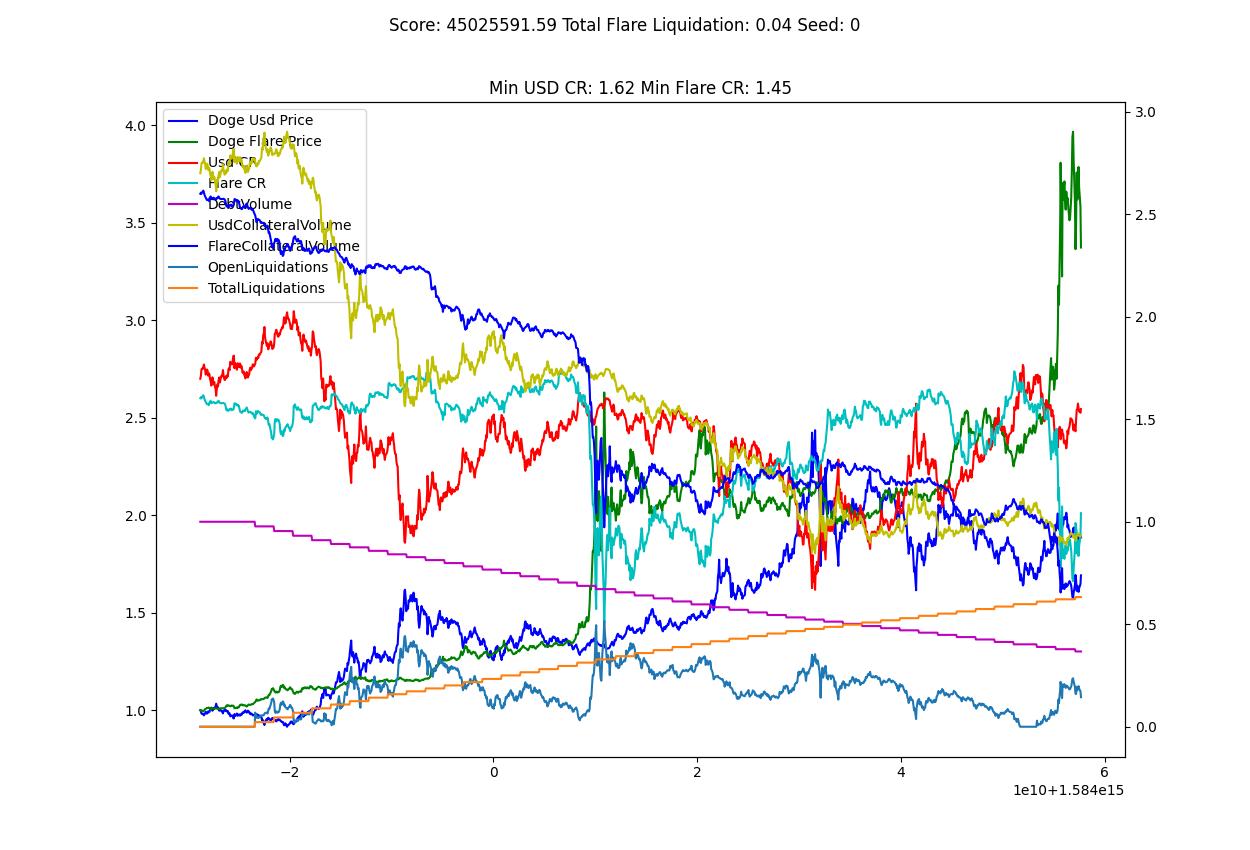 Score: 45025591.59 Total Flare Liquidation: 0.04 Seed: 0
Min USD CR: 1.62 Min Flare CR: 1.45
4.0
3.5
3.0
2.5
2.0
1.5
1.0
Doge Usd Price
Doge Flare Price
Usd CR
Flare CR
DebtVolume
UsdCollateralVolume
FlareCollateralVolume
OpenLiquidations
TotalLiquidations
3.0
2.5
2.0
1.5
1.0
0.5
0.0
−2
0
2
4
6
1e10+1.584e15